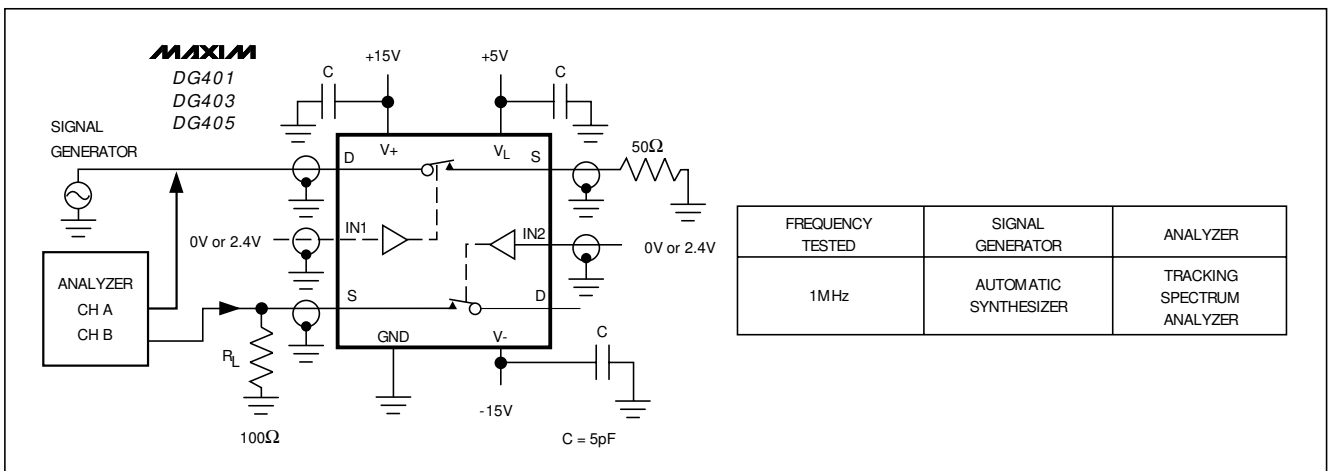 MAXIM
DG401
DG403
DG405
+15V
+5V
C
C
SIGNAL
GENERATOR
D
V+
VL
S
50Ω
0V or 2.4V
IN1
IN2
0V or 2.4V
ANALYZER
CH A
CH B
S
D
RL
GND
V-
C
-15V
100Ω
C = 5pF
FREQUENCY
TESTED
SIGNAL
GENERATOR
ANALYZER
1MHz
AUTOMATIC
SYNTHESIZER
TRACKING
SPECTRUM
ANALYZER